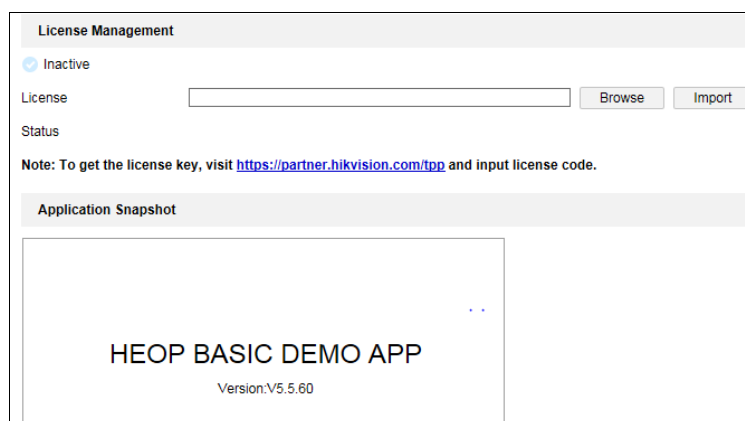 License Management
Inactive
License Browse Import
Status
Note: To get the license key, visit https://partner.hikvision.com/tpp and input license code.
Application Snapshot
HEOP BASIC DEMO APP
Version:V5.5.60